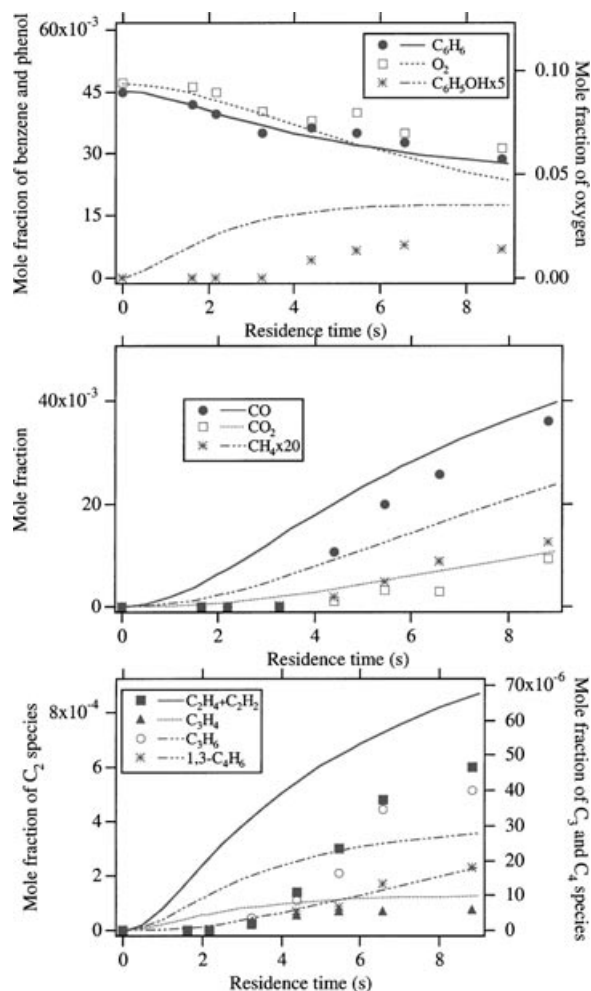 Mole fraction of benzene and phenol
60x10-3
45
30
15
0
C6H6
O2
C6H5OHx5
0.10
0.05
0.00
Mole fraction of oxygen
0 2 4 6 8
Residence time (s)
Mole fraction
40x10-3
20
0
CO
CO2
CH4x20
0 2 4 6 8
Residence time (s)
Mole fraction of C2 species
8x10-4
6
4
2
0
C2H4+C2H2
C3H4
C3H6
1,3-C4H6
70x10-6
60
50
40
30
20
10
0
Mole fraction of C3 and C4 species
0 2 4 6 8
Residence time (s)